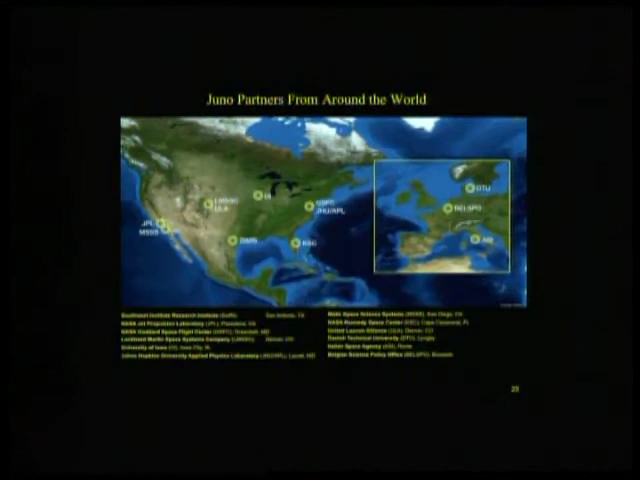 Juno Partners From Around the World
UI
GSFC
JHU/APL
LMSSC
ULA
JPL
MSSS
SwRI
KSC
DTU
BELSPO
ASI
Southwest Institute Research Institute (SwRI) San Antonio, TX
NASA Jet Propulsion Laboratory (JPL), Pasadena, CA
NASA Goddard Space Flight Center (GSFC), Greenbelt, MD
Lockheed Martin Space Systems Company (LMSSC) Denver, CO
University of Iowa (UI), Iowa City, IA
Johns Hopkins University Applied Physics Laboratory (JHU/APL), Laurel, MD
Malin Space Science Systems (MSSS), San Diego, CA
NASA Kennedy Space Center (KSC), Cape Canaveral, FL
United Launch Alliance (ULA), Denver, CO
Danish Technical University (DTU), Lyngby
Italian Space Agency (ASI), Rome
Belgian Science Policy Office (BELSPO), Brussels
25